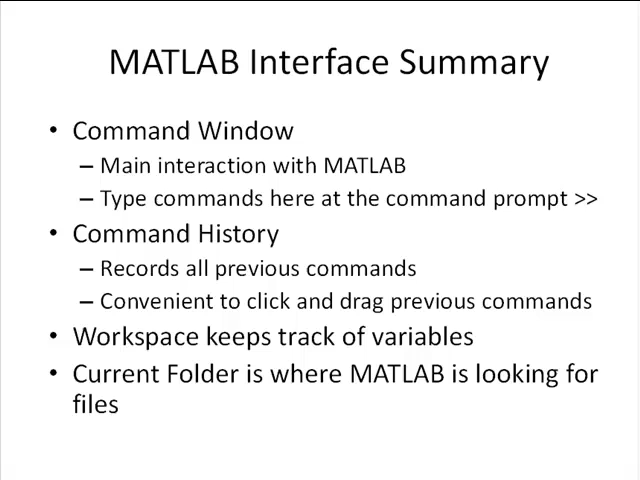 MATLAB Interface Summary
• Command Window
– Main interaction with MATLAB
– Type commands here at the command prompt >>
• Command History
– Records all previous commands
– Convenient to click and drag previous commands
• Workspace keeps track of variables
• Current Folder is where MATLAB is looking for
files